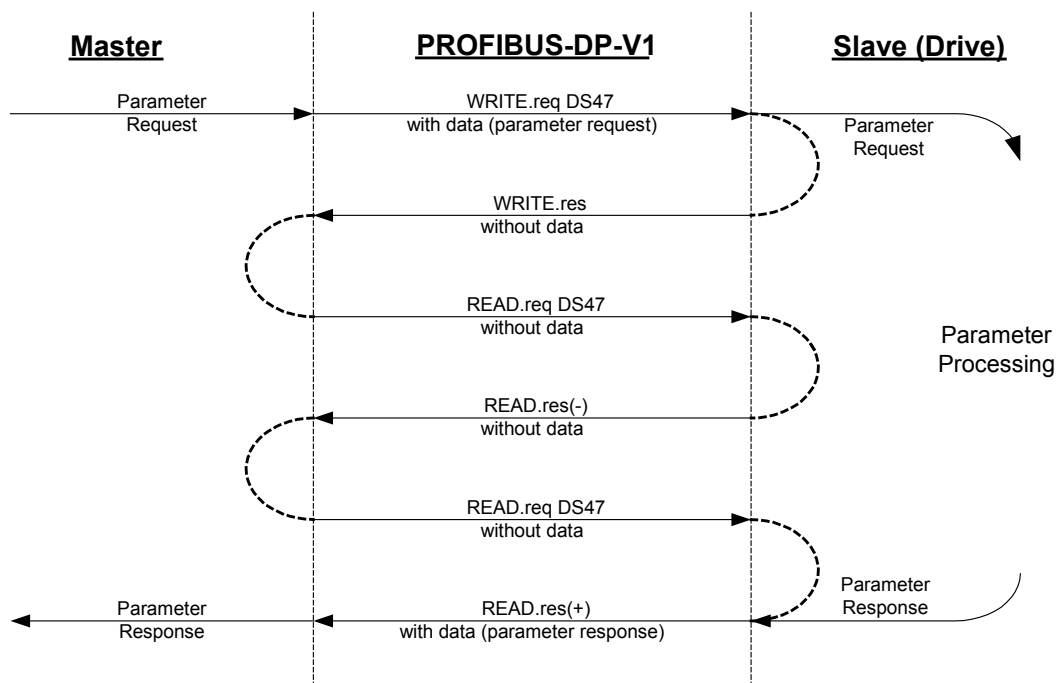 Master
PROFIBUS-DP-V1
Slave (Drive)
Parameter
Request
WRITE.req DS47
with data (parameter request)
Parameter
Request
WRITE.res
without data
READ.req DS47
without data
Parameter
Processing
READ.res(-)
without data
READ.req DS47
without data
Parameter
Response
Parameter
Response
READ.res(+)
with data (parameter response)